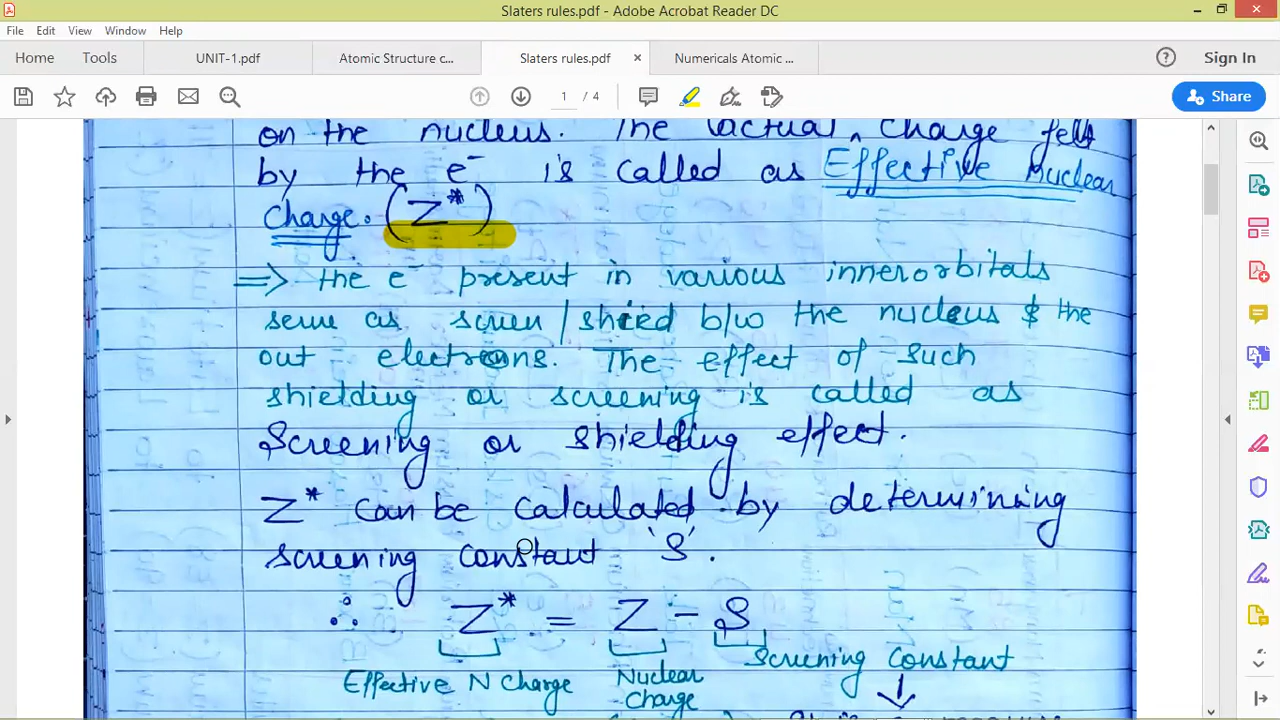 Slaters rules.pdf - Adobe Acrobat Reader DC
File Edit View Window Help
Home Tools UNIT-1.pdf Atomic Structure c... Slaters rules.pdf × Numericals Atomic ... Sign In
1 / 4 Share
on the nucleus. The actual, charge felt
by the e⁻ is called as Effective Nuclear
Charge. (Z*)
⇒ the e⁻ present in various innerorbitals
serve as screen / shield b/w the nucleus & the
out electrons. The effect of such
shielding or screening is called as
Screening or shielding effect.
Z* can be calculated by determining
screening constant 'S'.
∴ Z* = Z - S
Screening Constant
Effective N Charge Nuclear
Charge